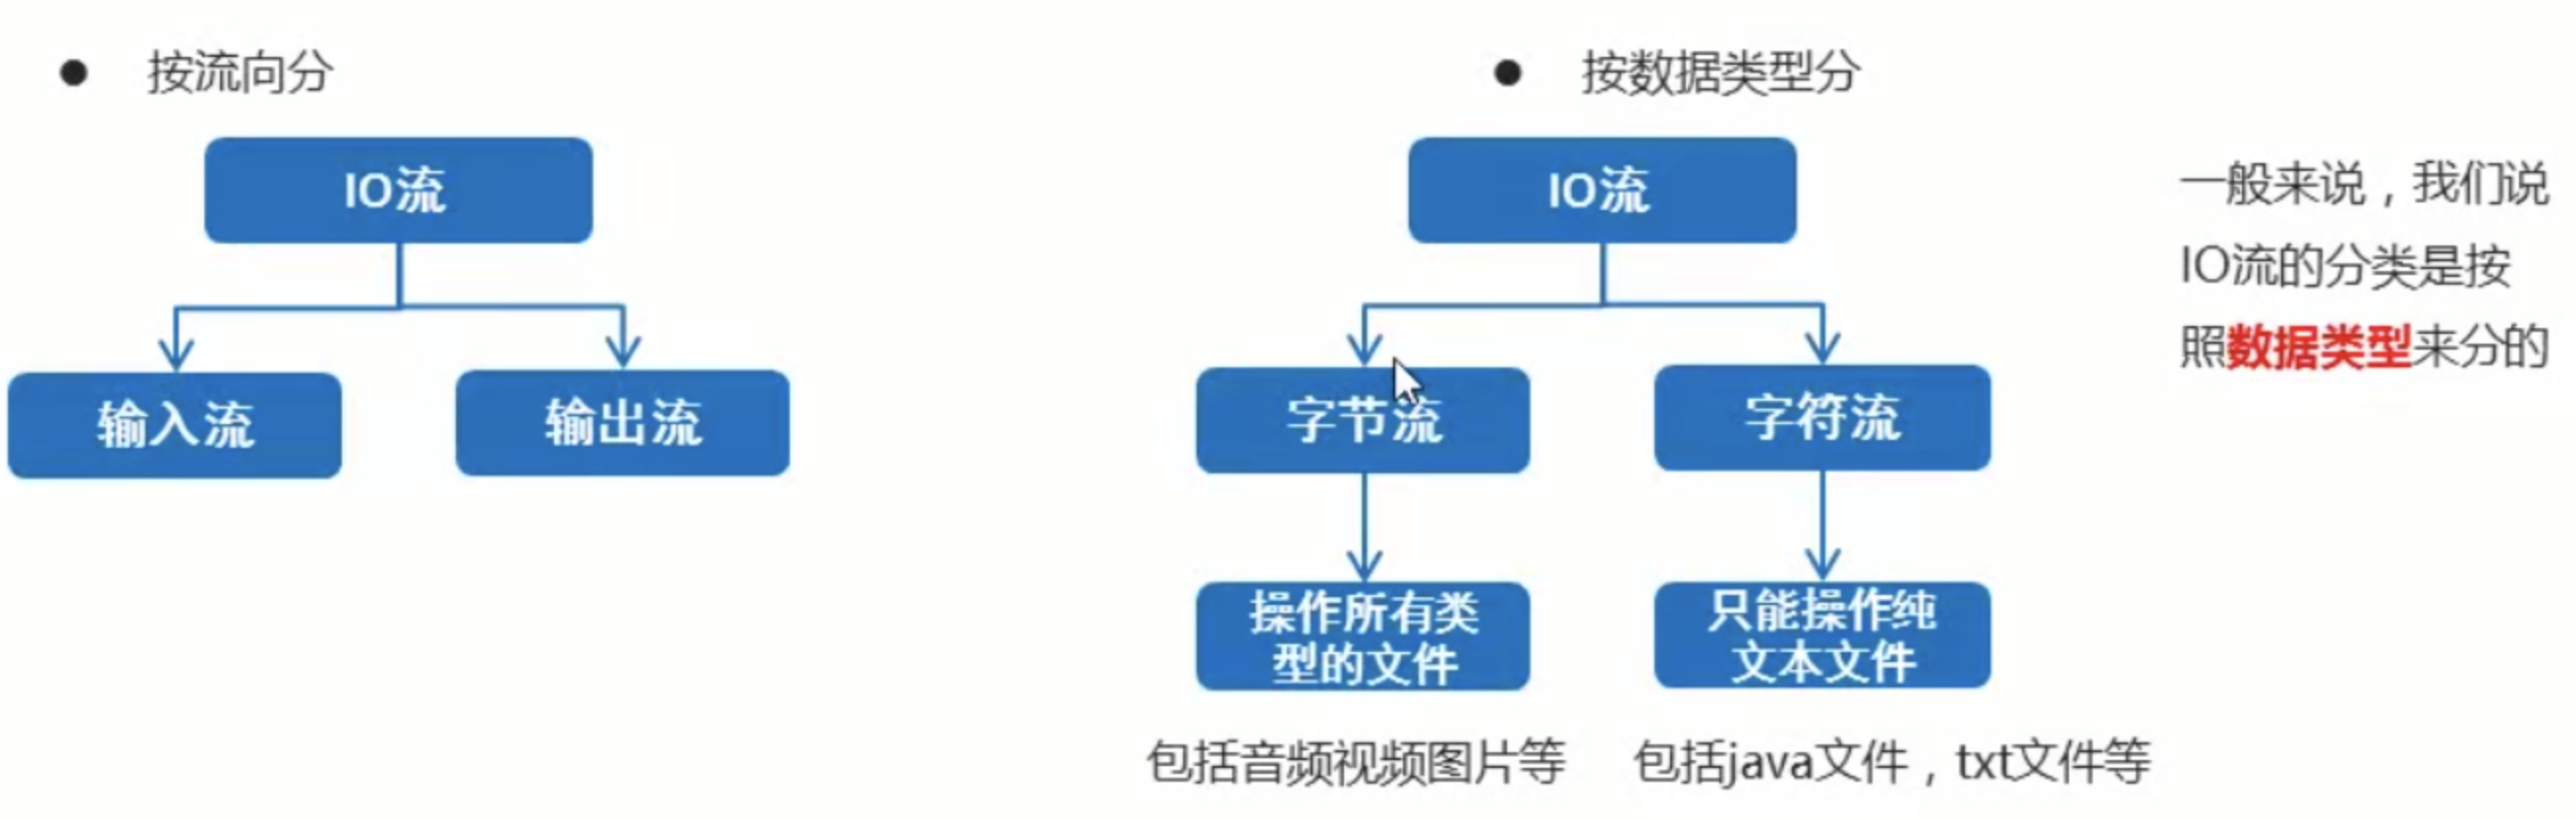 按流向分
IO流
输入流
输出流
按数据类型分
IO流
字节流
字符流
操作所有类
型的文件
只能操作纯
文本文件
包括音频视频图片等
包括java文件，txt文件等
一般来说，我们说
IO流的分类是按
照数据类型来分的